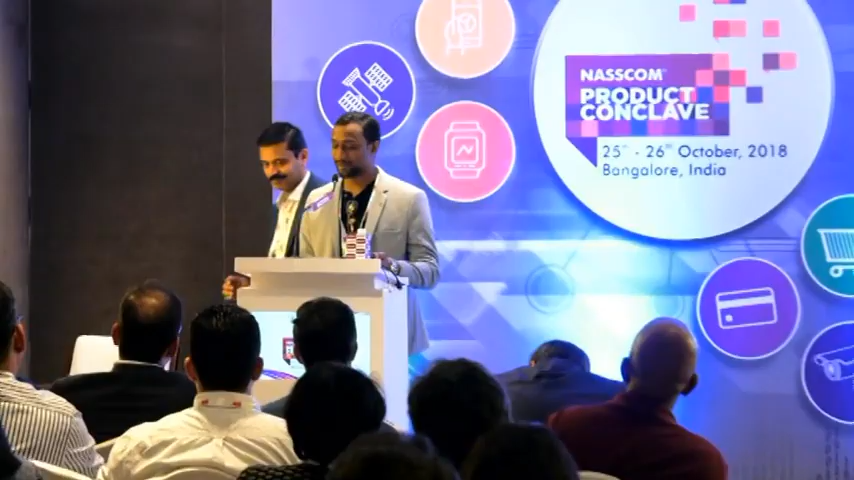 NASSCOM®
PRODUCT
CONCLAVE
25th - 26th October, 2018
Bangalore, India